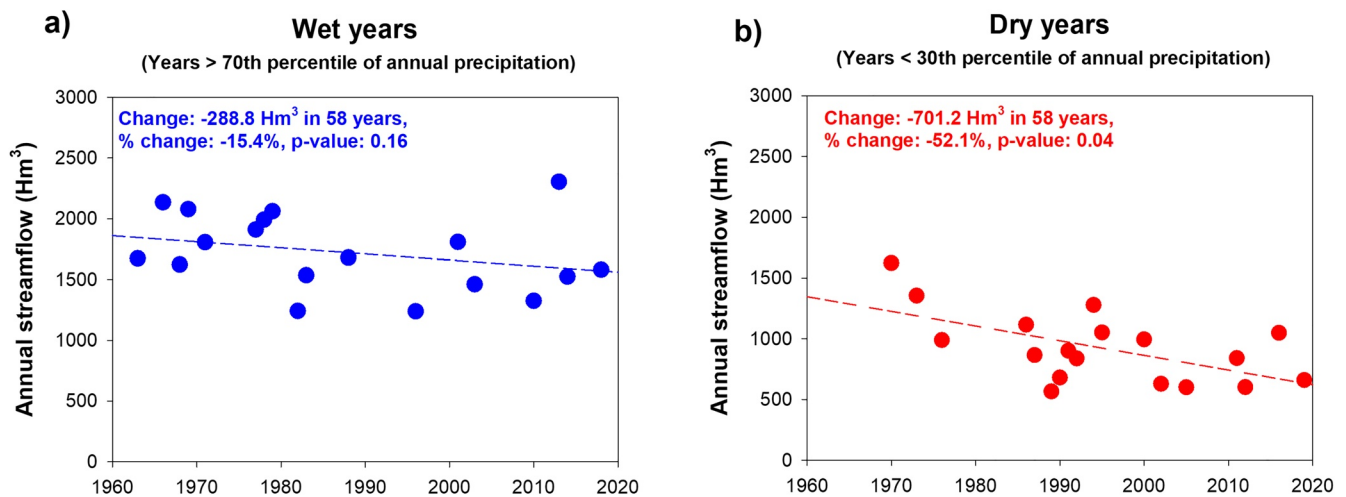 a)
Wet years
(Years > 70th percentile of annual precipitation)
Change: -288.8 Hm³ in 58 years,
% change: -15.4%, p-value: 0.16
Annual streamflow (Hm³)
3000
2500
2000
1500
1000
500
0
1960 1970 1980 1990 2000 2010 2020
b)
Dry years
(Years < 30th percentile of annual precipitation)
Change: -701.2 Hm³ in 58 years,
% change: -52.1%, p-value: 0.04
Annual streamflow (Hm³)
3000
2500
2000
1500
1000
500
0
1960 1970 1980 1990 2000 2010 2020